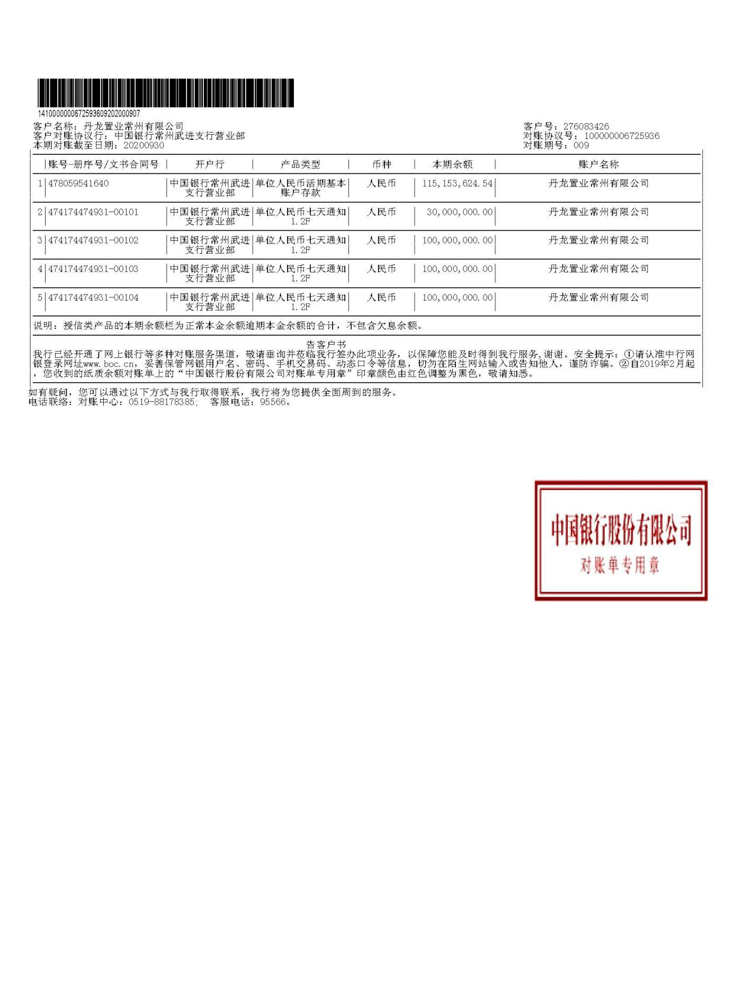 1410000000672593609202000907
客户名称：丹龙置业常州有限公司 客户号：276083426
客户对账协议行：中国银行常州武进支行营业部 对账协议号：100000006725936
本期对账截至日期：20200930 对账期号：009
账号-册序号/文书合同号 开户行 产品类型 币种 本期余额 账户名称
1 478059541640 中国银行常州武进 单位人民币活期基本 人民币 115,153,624.54 丹龙置业常州有限公司
支行营业部 账户存款
2 474174474931-00101 中国银行常州武进 单位人民币七天通知 人民币 30,000,000.00 丹龙置业常州有限公司
支行营业部 1.2F
3 474174474931-00102 中国银行常州武进 单位人民币七天通知 人民币 100,000,000.00 丹龙置业常州有限公司
支行营业部 1.2F
4 474174474931-00103 中国银行常州武进 单位人民币七天通知 人民币 100,000,000.00 丹龙置业常州有限公司
支行营业部 1.2F
5 474174474931-00104 中国银行常州武进 单位人民币七天通知 人民币 100,000,000.00 丹龙置业常州有限公司
支行营业部 1.2F
说明：授信类产品的本期余额栏为正常本金余额逾期本金余额的合计，不包含欠息余额。
告客户书
我行已经开通了网上银行等多种对账服务渠道，敬请垂询并莅临我行签办此项业务，以保障您能及时得到我行服务,谢谢。安全提示：①请认准中行网
银登录网址www.boc.cn，妥善保管网银用户名、密码、手机交易码、动态口令等信息，切勿在陌生网站输入或告知他人，谨防诈骗。②自2019年2月起
，您收到的纸质余额对账单上的“中国银行股份有限公司对账单专用章”印章颜色由红色调整为黑色，敬请知悉。
如有疑问，您可以通过以下方式与我行取得联系，我行将为您提供全面周到的服务。
电话联络：对账中心：0519-88178385; 客服电话：95566。
中国银行股份有限公司
对账单专用章